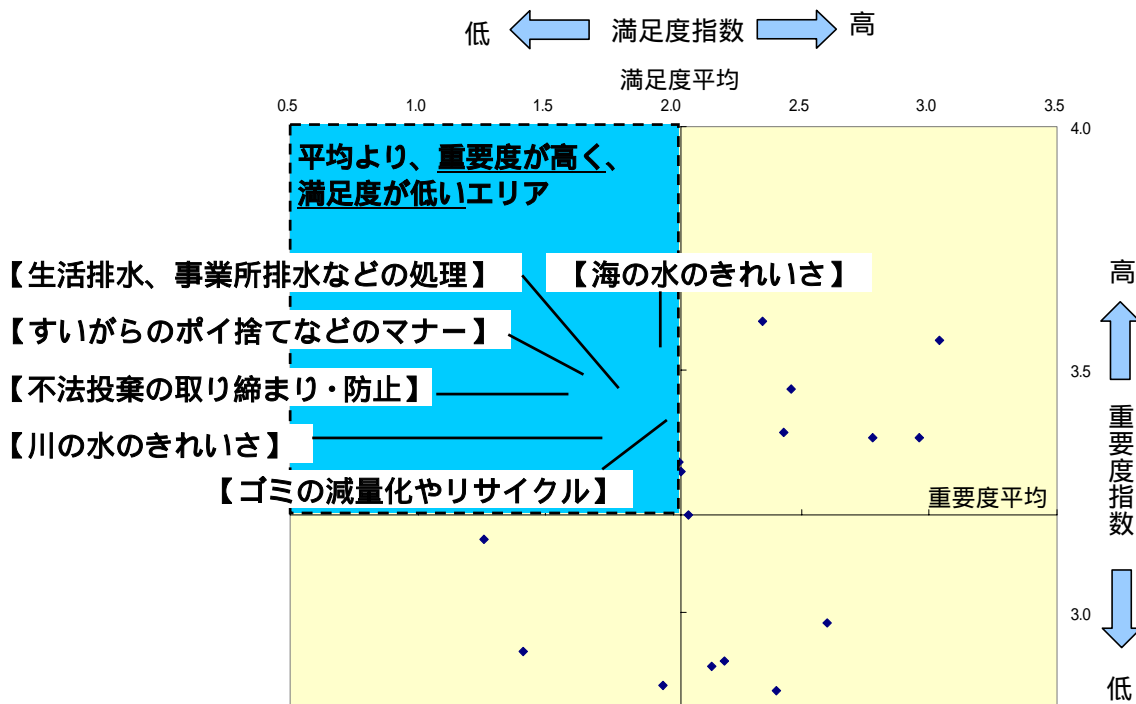 低
満足度指数
高
満足度平均
0.5
1.0
1.5
2.0
2.5
3.0
3.5
4.0
平均より、重要度が高く、
満足度が低いエリア
【生活排水、事業所排水などの処理】
【海の水のきれいさ】
高
【すいがらのポイ捨てなどのマナー】
3.5
【不法投棄の取り締まり・防止】
重要度指数
【川の水のきれいさ】
【ゴミの減量化やリサイクル】
重要度平均
3.0
低